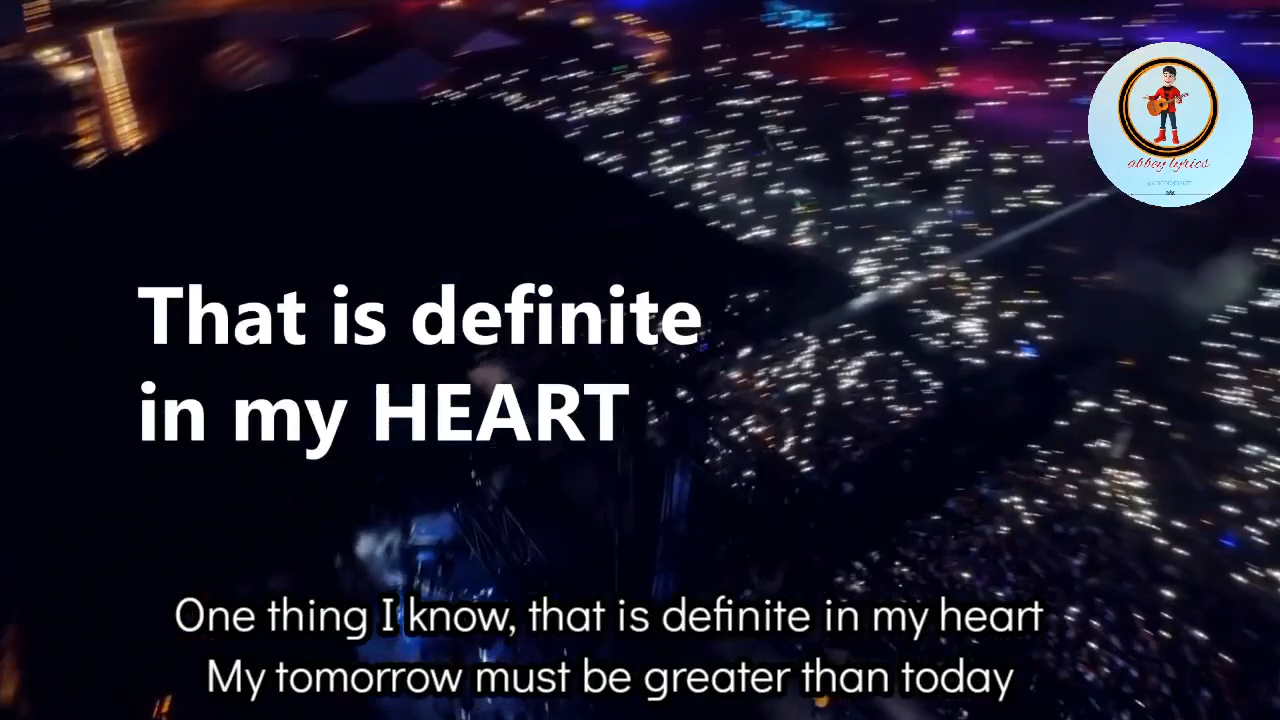 abbey lyrics
That is definite
in my HEART
One thing I know, that is definite in my heart
My tomorrow must be greater than today